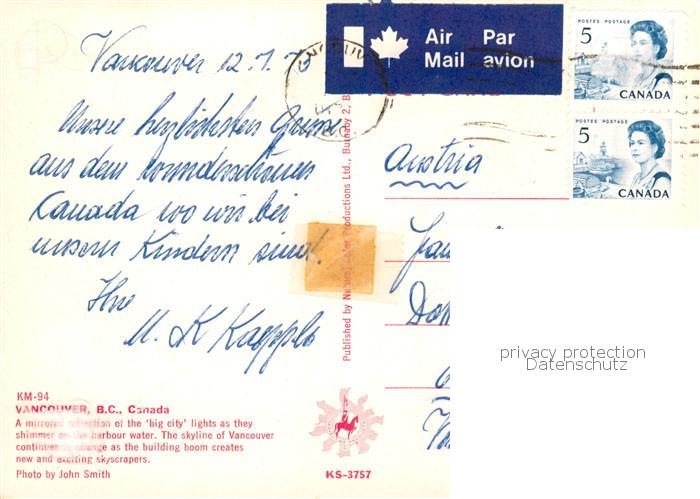 Vancouver 12.1.73
Unsere herzlichsten Grüsse
aus dem wunderschönen
Canada wo wir bei
unseren Kindern sind.
Ihre
M. K
KM-94
VANCOUVER, B.C., Canada
A mirrored reflection of the 'big city' lights as they
shimmer on the harbour water. The skyline of Vancouver
continues to change as the building boom creates
new and exciting skyscrapers.
Photo by John Smith
KS-3757
Published by Natural Color Productions Ltd., Burnaby 2, B
Air Mail
Par avion
POSTES POSTAGE
5
CANADA
POSTES POSTAGE
5
CANADA
Austria
privacy protection
Datenschutz